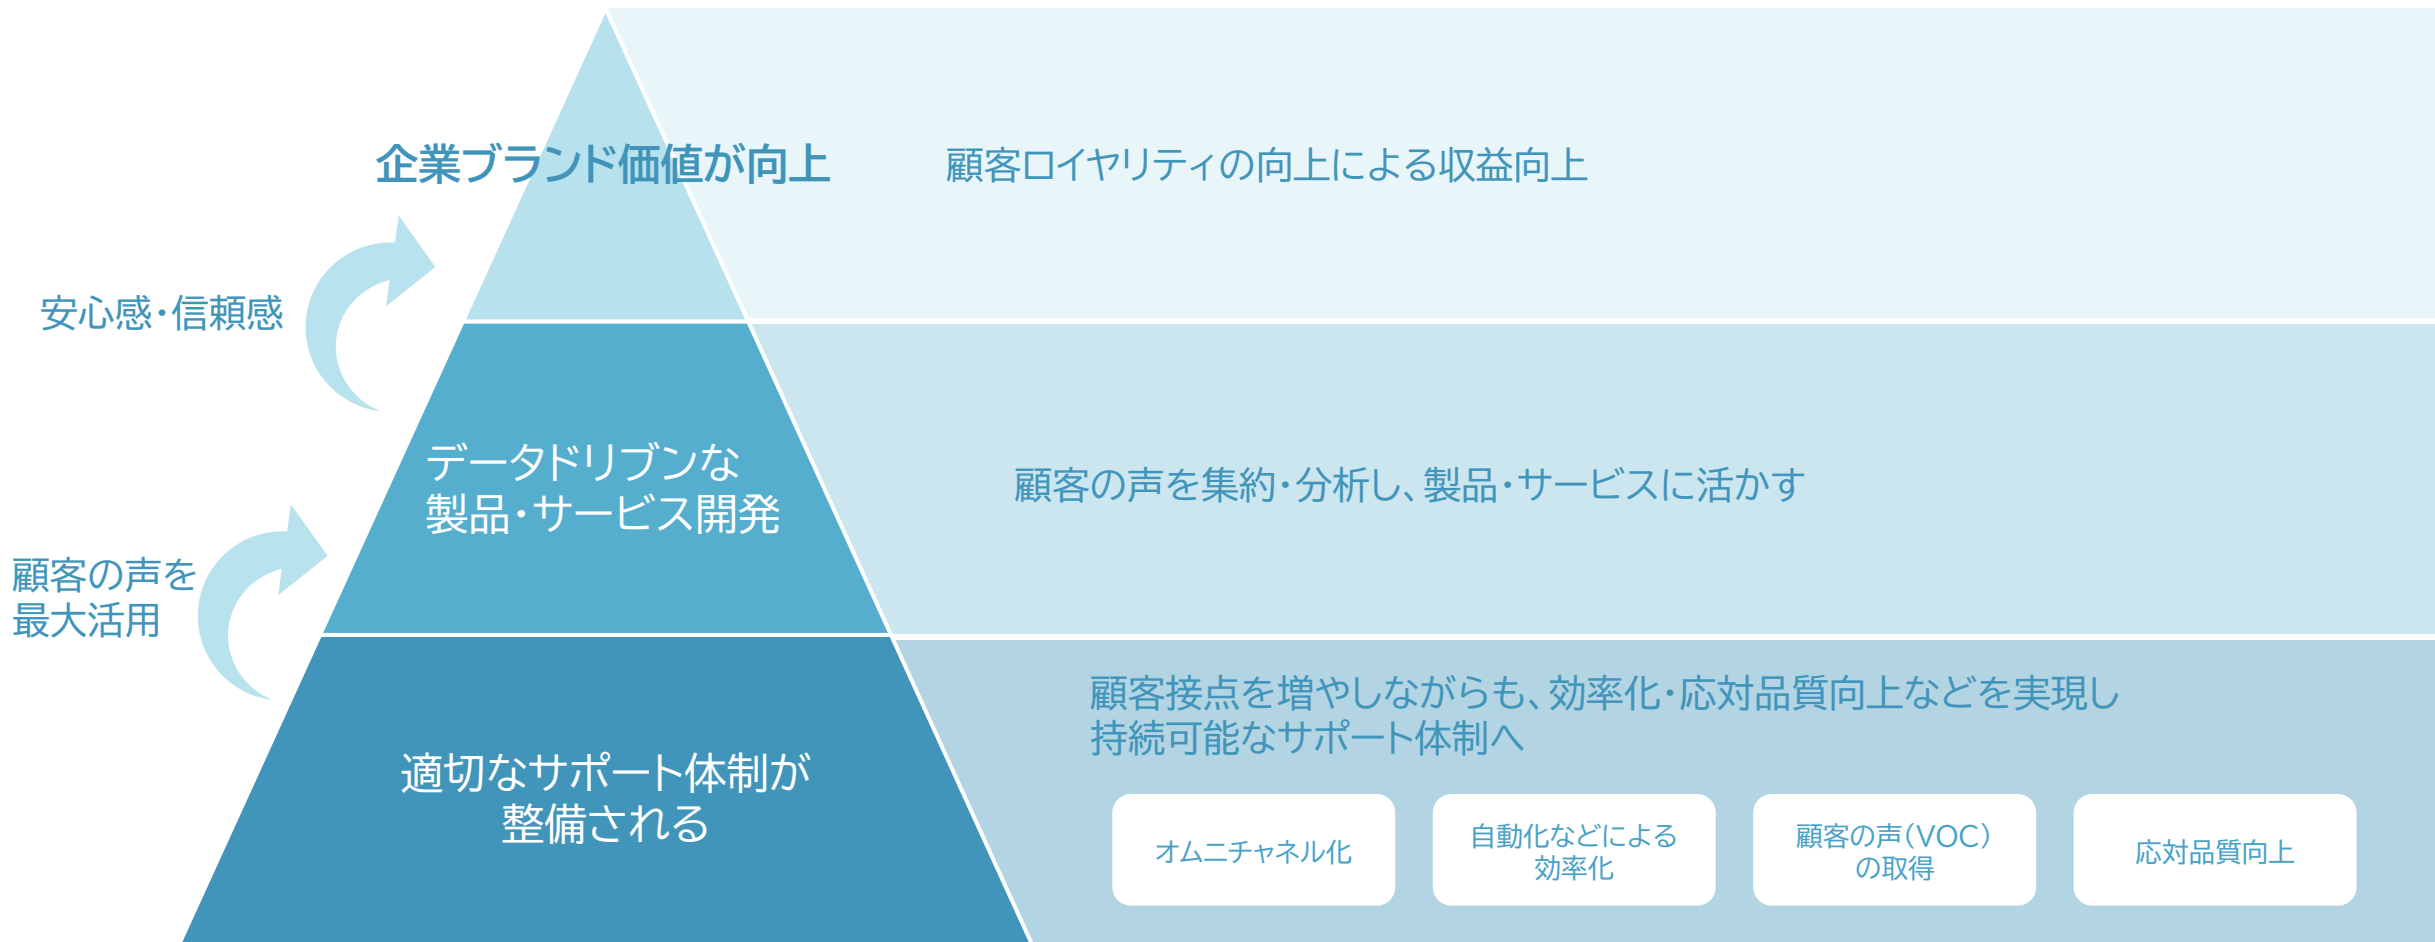 企業ブランド価値が向上
顧客ロイヤリティの向上による収益向上
安心感・信頼感
データドリブンな
製品・サービス開発
顧客の声を集約・分析し、製品・サービスに活かす
顧客の声を
最大活用
適切なサポート体制が
整備される
顧客接点を増やしながらも、効率化・応対品質向上などを実現し
持続可能なサポート体制へ
オムニチャネル化
自動化などによる
効率化
顧客の声（VOC）
の取得
応対品質向上